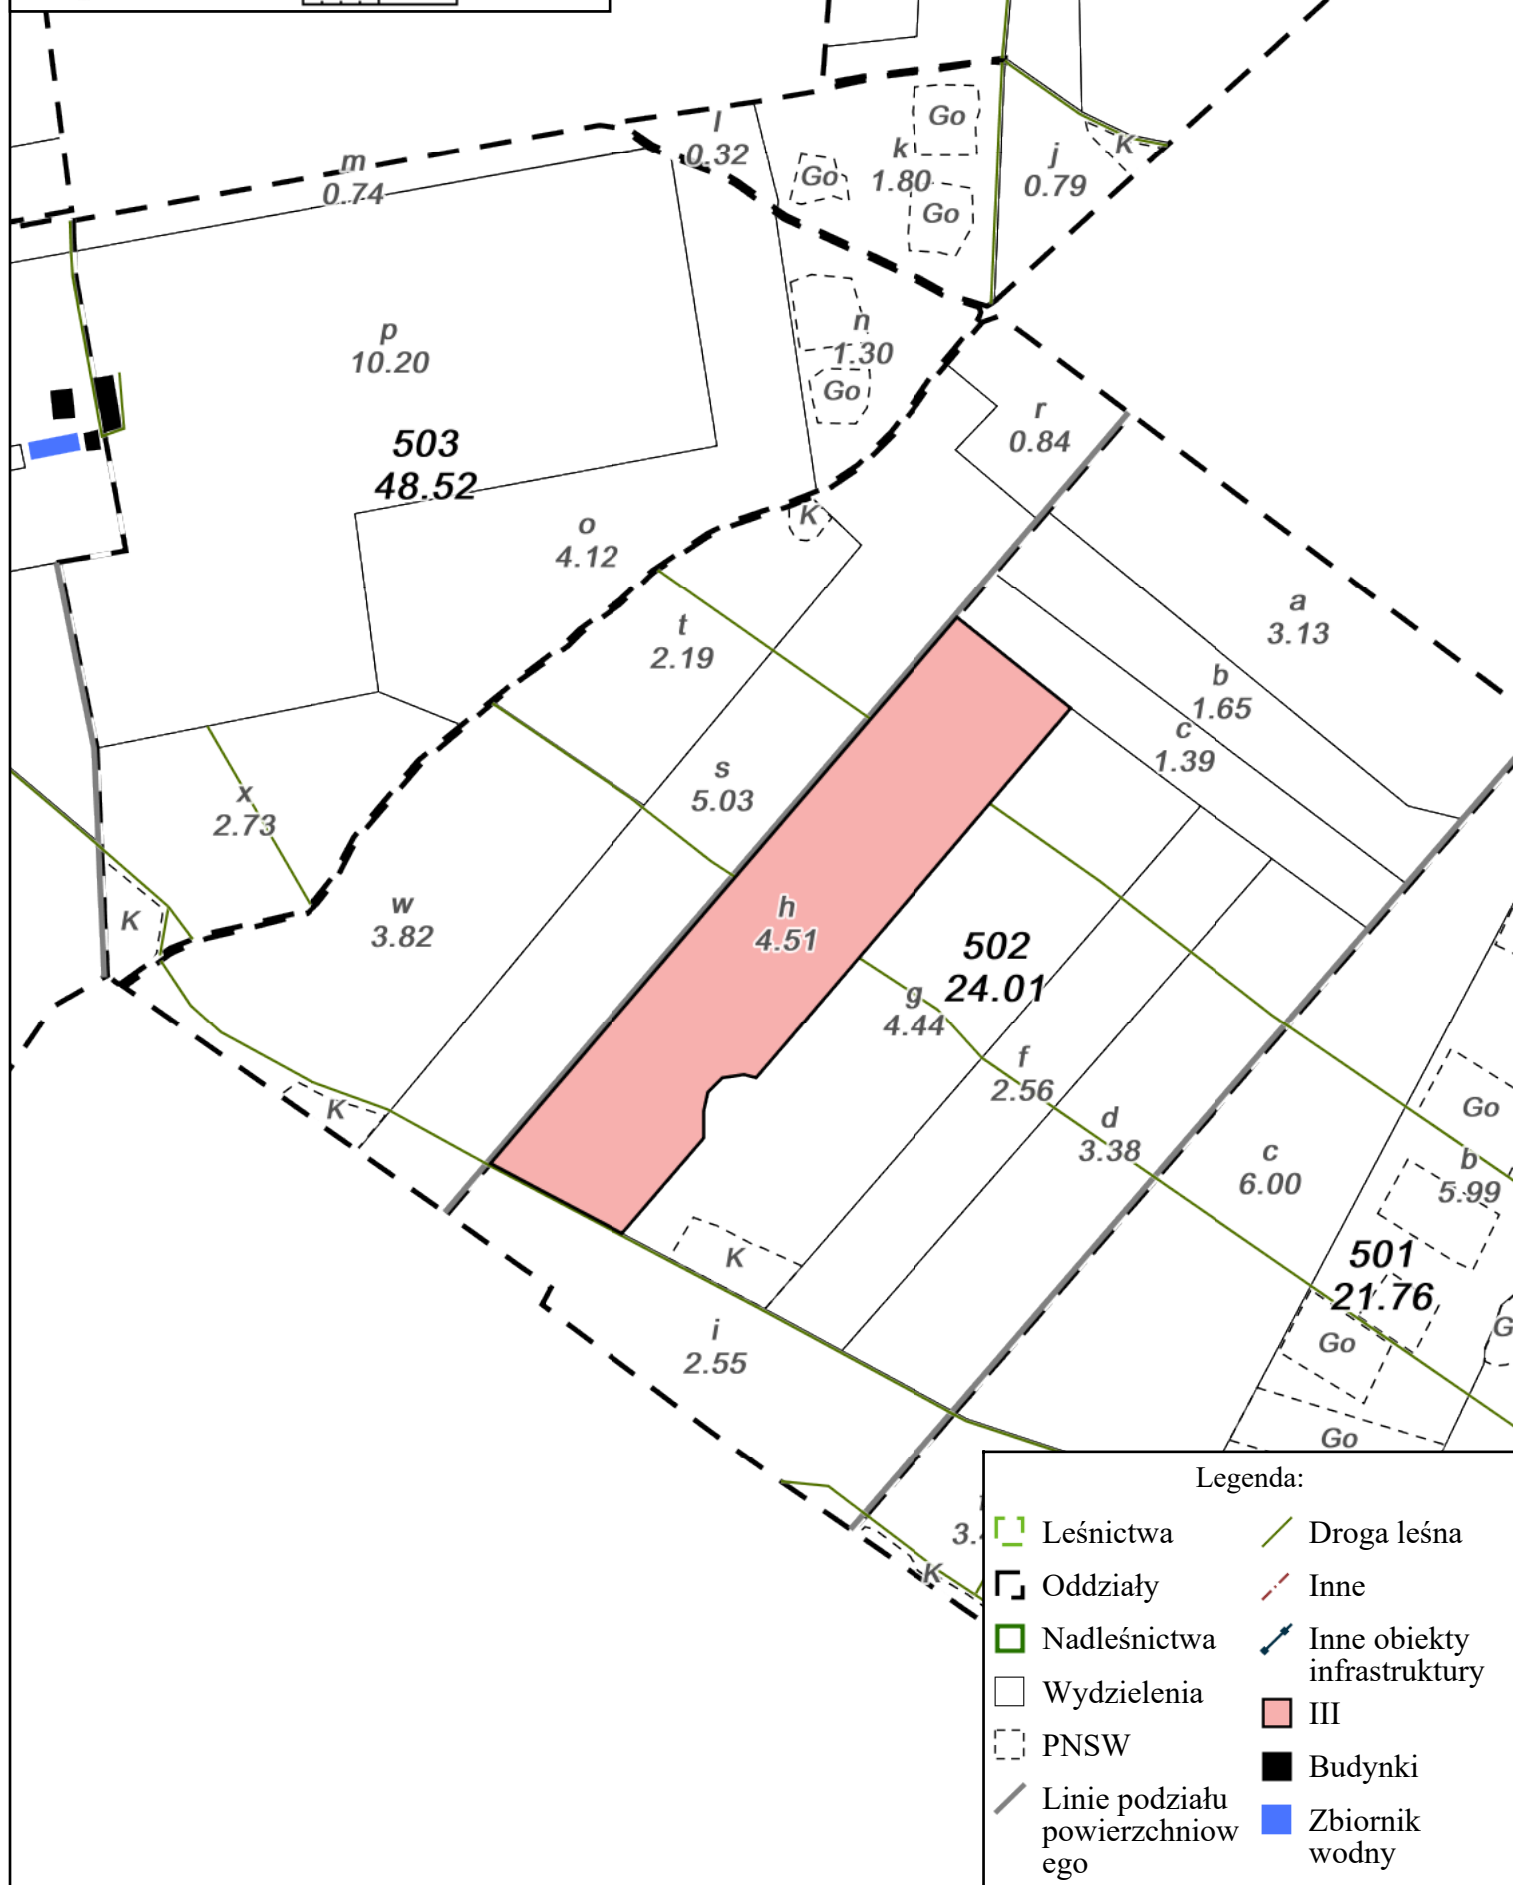 Go
l
0.32
k
1.80
j
0.79
K
m
0.74
Go
Go
n
1.30
Go
p
10.20
503
48.52
r
0.84
K
o
4.12
t
2.19
a
3.13
b
1.65
c
1.39
s
5.03
x
2.73
K
w
3.82
h
4.51
502
24.01
g
4.44
f
2.56
K
d
3.38
c
6.00
Go
b
5.99
501
21.76
K
i
2.55
Go
G
Go
3.
K
Legenda:
Leśnictwa
Oddziały
Nadleśnictwa
Wydzielenia
PNSW
Linie podziału
powierzchniow
ego
Droga leśna
Inne
Inne obiekty
infrastruktury
III
Budynki
Zbiornik
wodny